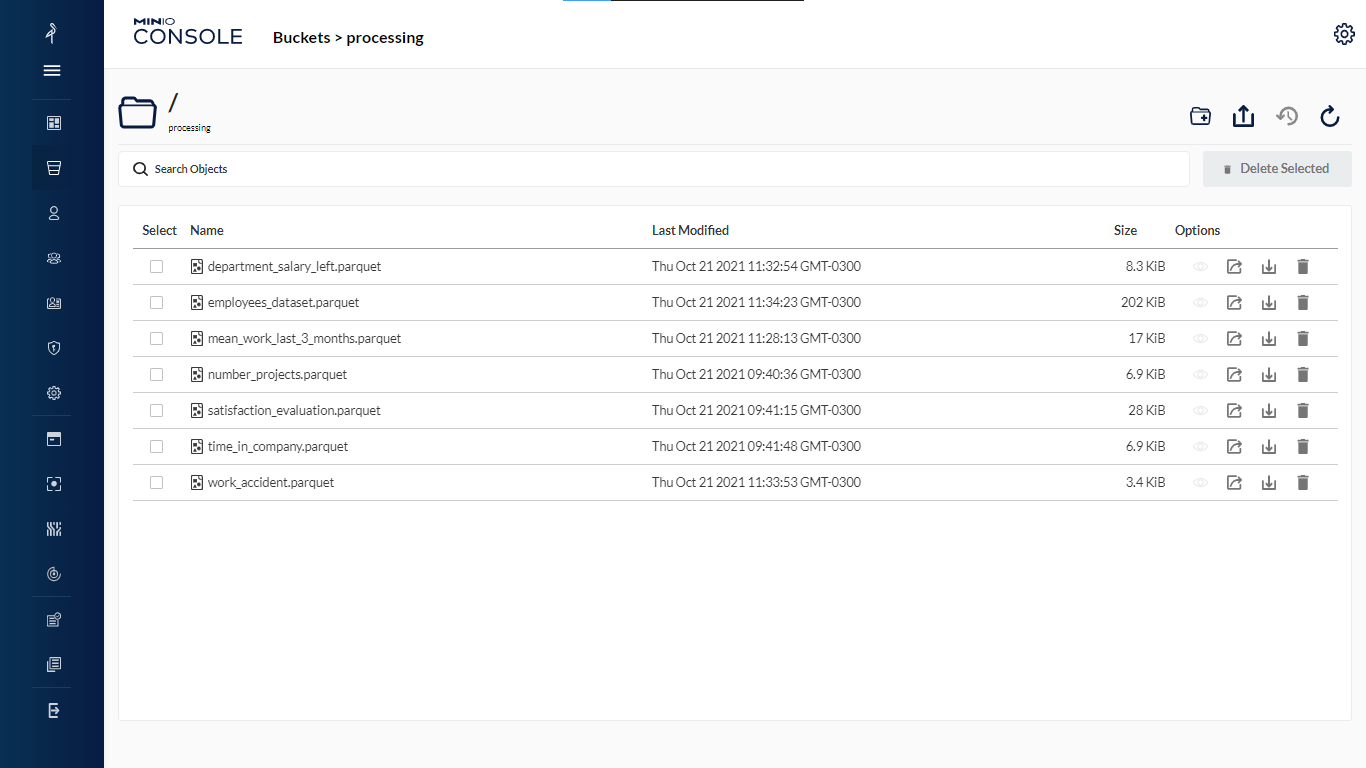 MINIO
CONSOLE
Buckets > processing
/
processing
Search Objects
Delete Selected
Select Name Last Modified Size Options
department_salary_left.parquet Thu Oct 21 2021 11:32:54 GMT-0300 8.3 KiB
employees_dataset.parquet Thu Oct 21 2021 11:34:23 GMT-0300 202 KiB
mean_work_last_3_months.parquet Thu Oct 21 2021 11:28:13 GMT-0300 17 KiB
number_projects.parquet Thu Oct 21 2021 09:40:36 GMT-0300 6.9 KiB
satisfaction_evaluation.parquet Thu Oct 21 2021 09:41:15 GMT-0300 28 KiB
time_in_company.parquet Thu Oct 21 2021 09:41:48 GMT-0300 6.9 KiB
work_accident.parquet Thu Oct 21 2021 11:33:53 GMT-0300 3.4 KiB